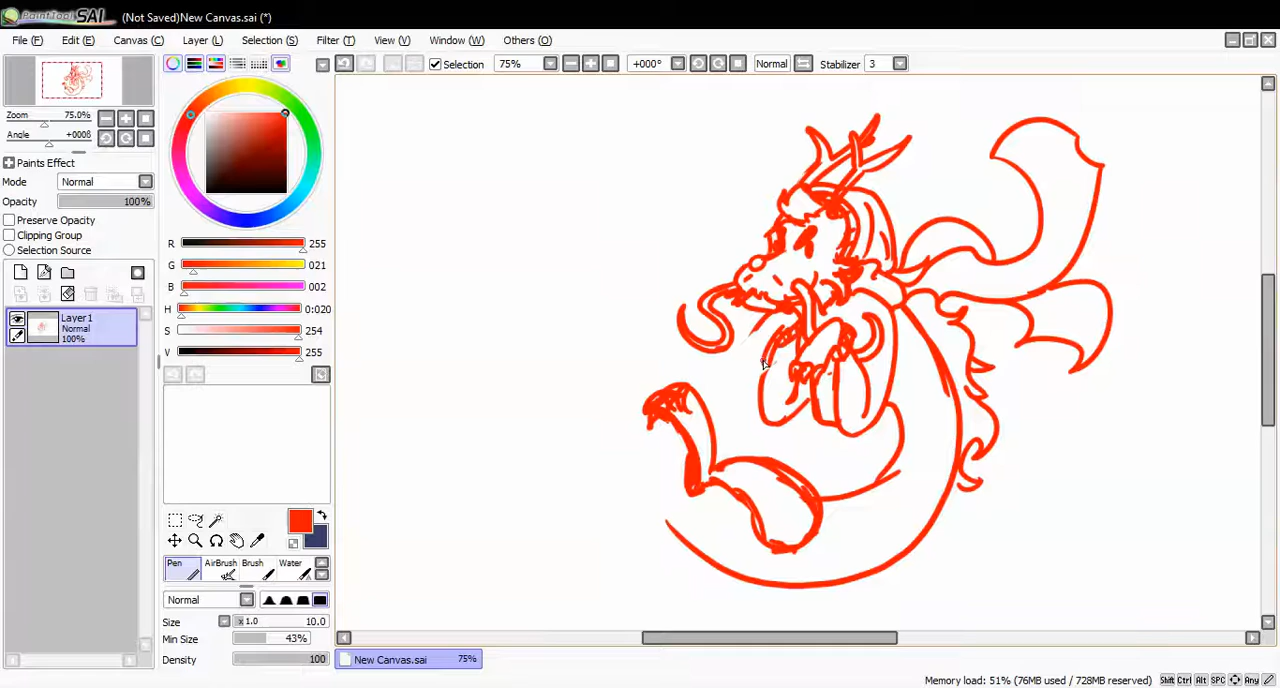 PaintTool SAI (Not Saved)New Canvas.sai (*)
File (F) Edit (E) Canvas (C) Layer (L) Selection (S) Filter (T) View (V) Window (W) Others (O)
Selection 75% +000° Normal Stabilizer 3
Zoom 75.0%
Angle +000ß
Paints Effect
Mode Normal
Opacity 100%
Preserve Opacity
Clipping Group
Selection Source
Layer1
Normal
100%
R 255
G 021
B 002
H 0:020
S 254
V 255
Pen AirBrush Brush Water
Normal
Size x 1.0 10.0
Min Size 43%
Density 100
New Canvas.sai 75%
Memory load: 51% (76MB used / 728MB reserved) Shift Ctrl Alt SPC Any